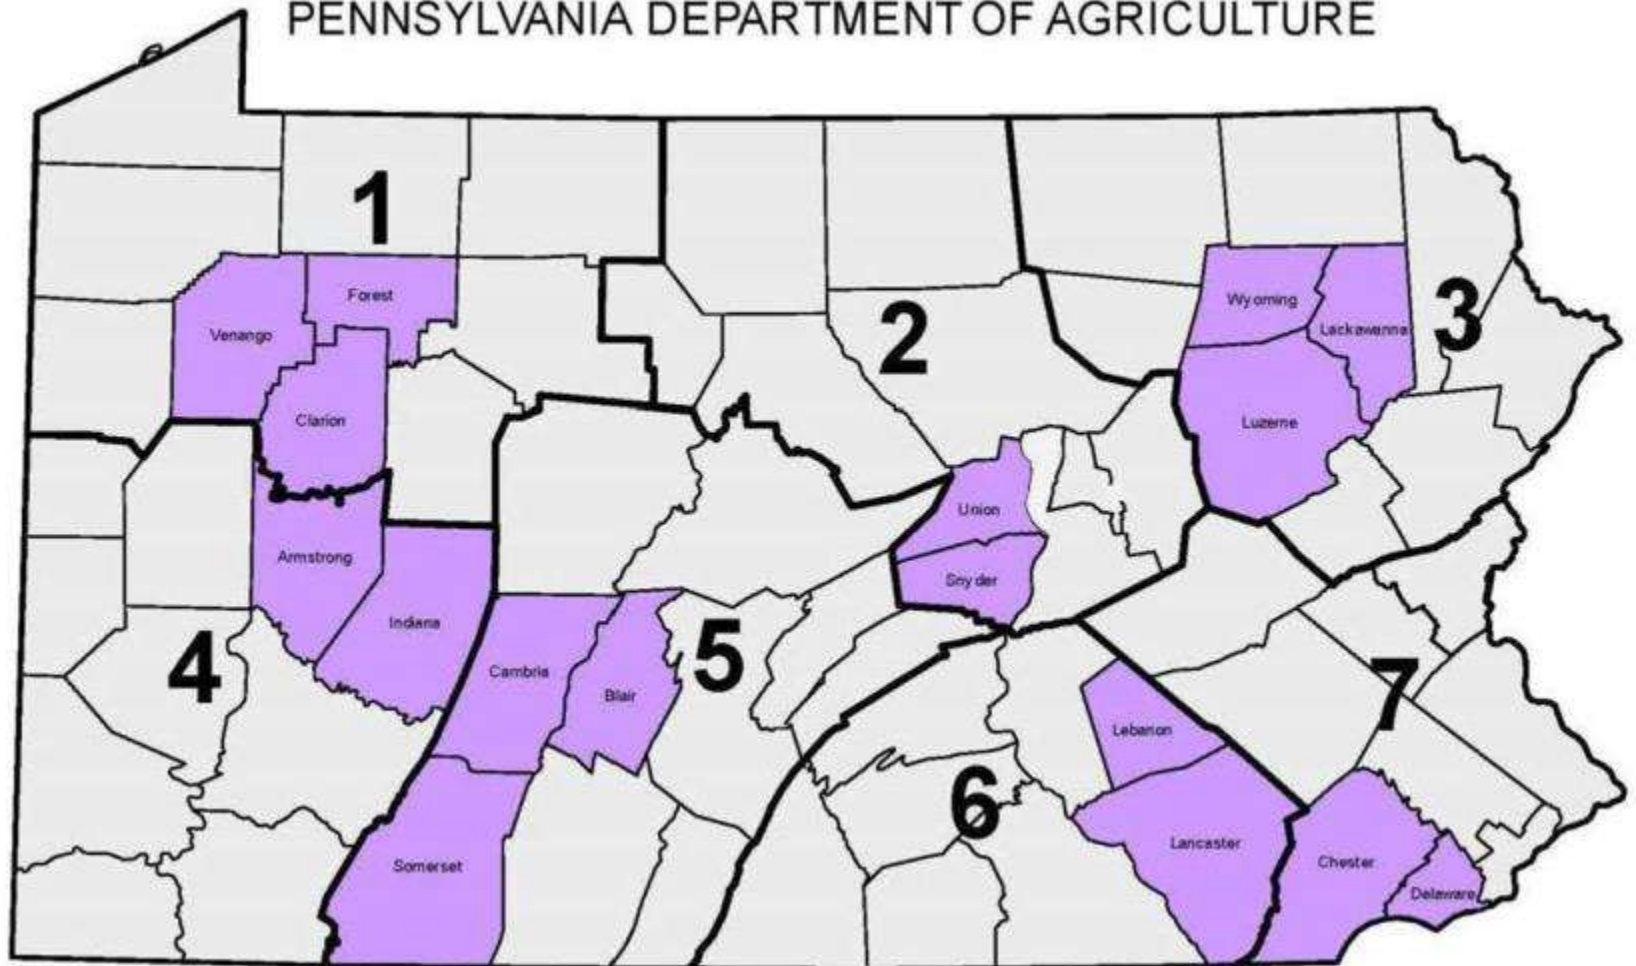 PENNSYLVANIA DEPARTMENT OF AGRICULTURE
1
Forest
Venango
Clarion
2
Wyoming
Lackawanna
3
Luzerne
Union
Snyder
Armstrong
Indiana
4
Cambria
Blair
5
Somerset
Lebanon
6
Lancaster
7
Chester
Delaware